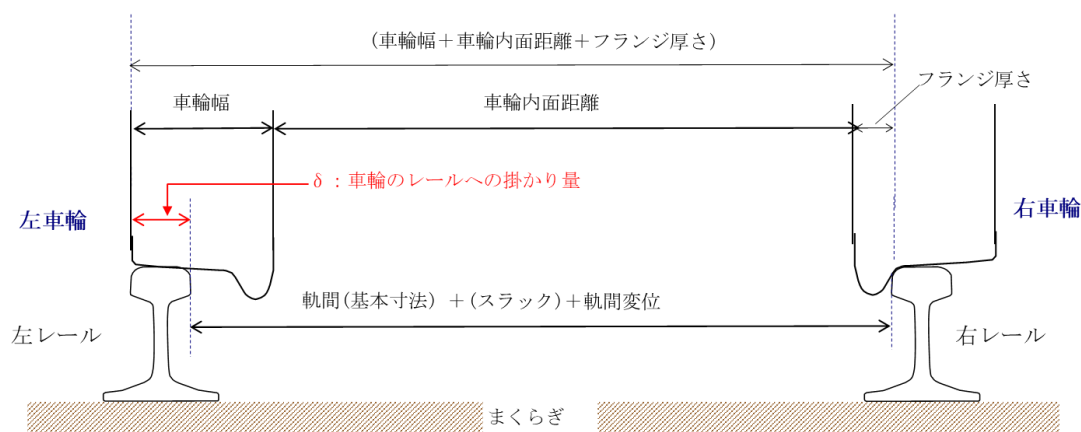 (車輪幅＋車輪内面距離＋フランジ厚さ)
フランジ厚さ
車輪幅
車輪内面距離
δ：車輪のレールへの掛かり量
左車輪
右車輪
軌間(基本寸法) ＋(スラック)＋軌間変位
左レール
右レール
まくらぎ